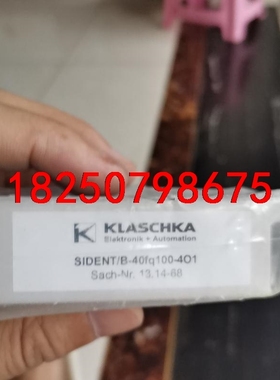 18250798675
KLASCHKA
Elektronik + Automation
SIDENT/B-40fq100-4O1
Sach-Nr. 13.14-68